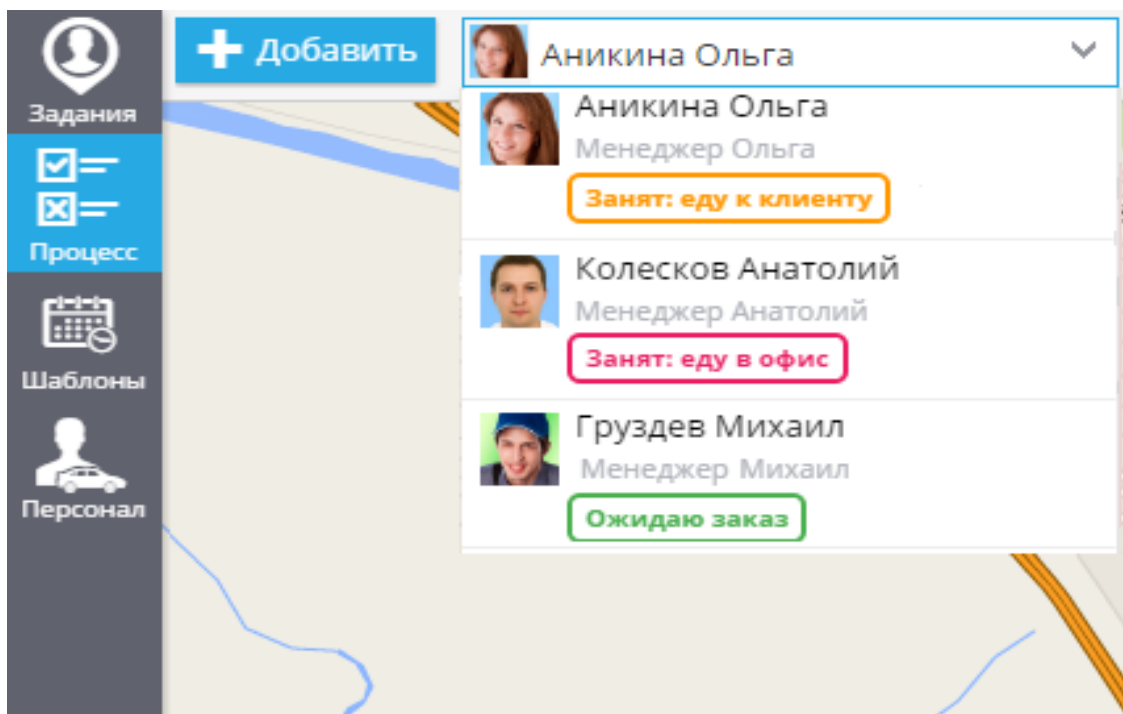 Задания
Процесс
Шаблоны
Персонал
Добавить
Аникина Ольга
Аникина Ольга
Менеджер Ольга
Занят: еду к клиенту
Колесков Анатолий
Менеджер Анатолий
Занят: еду в офис
Груздев Михаил
Менеджер Михаил
Ожидаю заказ